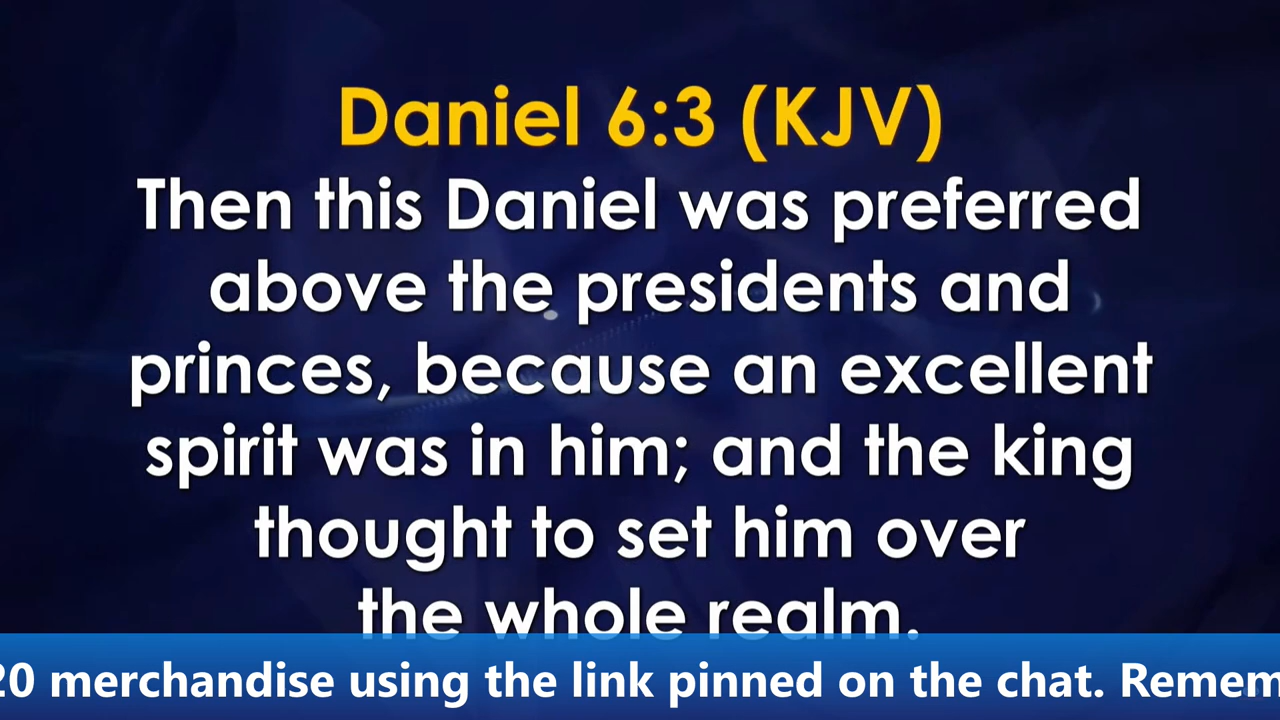 Daniel 6:3 (KJV)
Then this Daniel was preferred
above the presidents and
princes, because an excellent
spirit was in him; and the king
thought to set him over
the whole realm.
20 merchandise using the link pinned on the chat. Remem